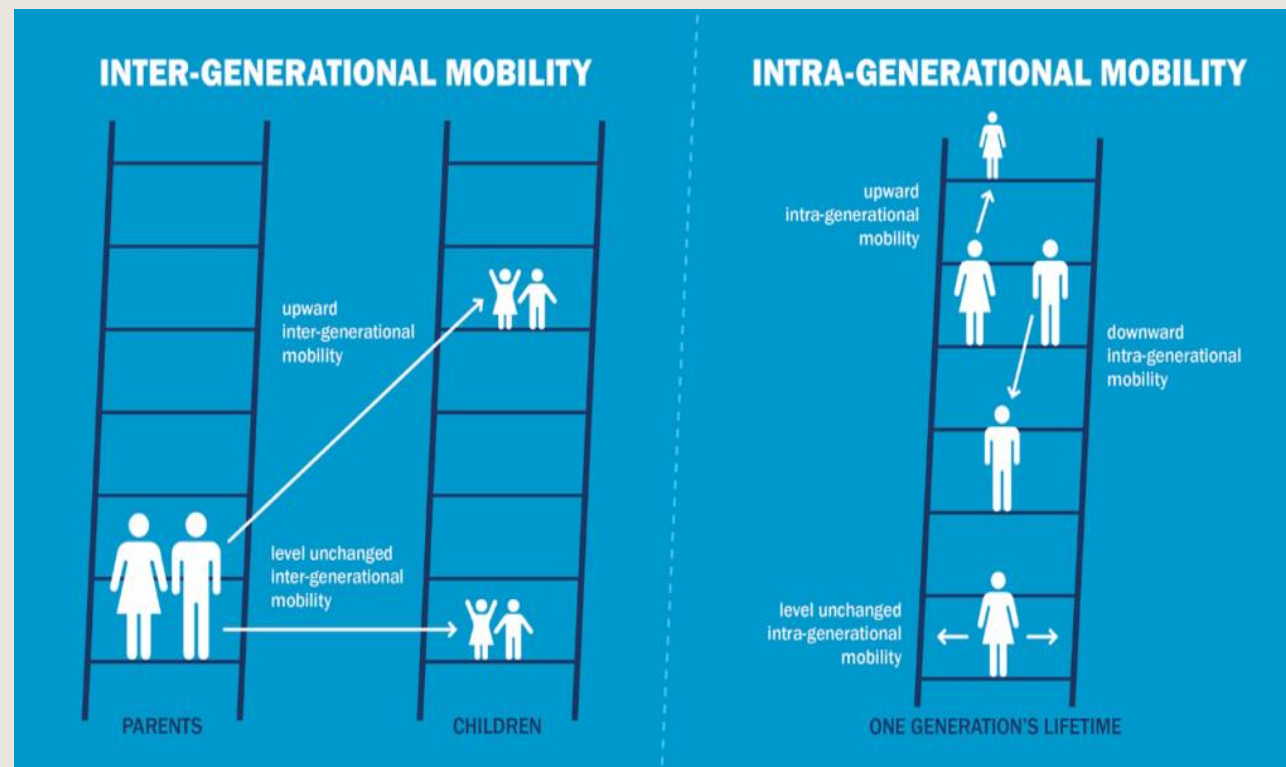 INTER-GENERATIONAL MOBILITY
upward
inter-generational
mobility
level unchanged
inter-generational
mobility
PARENTS
CHILDREN
INTRA-GENERATIONAL MOBILITY
upward
intra-generational
mobility
downward
intra-generational
mobility
level unchanged
intra-generational
mobility
ONE GENERATION'S LIFETIME